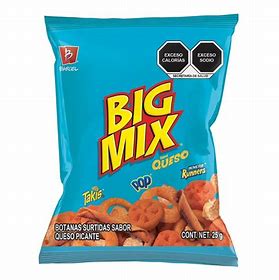 BARCEL
EXCESO CALORÍAS
EXCESO SODIO
SECRETARÍA DE SALUD
BIG
MIX
QUESO
Takis
POP
Runners
BOTANAS SURTIDAS SABOR
QUESO PICANTE
CONT. NET. 25 g